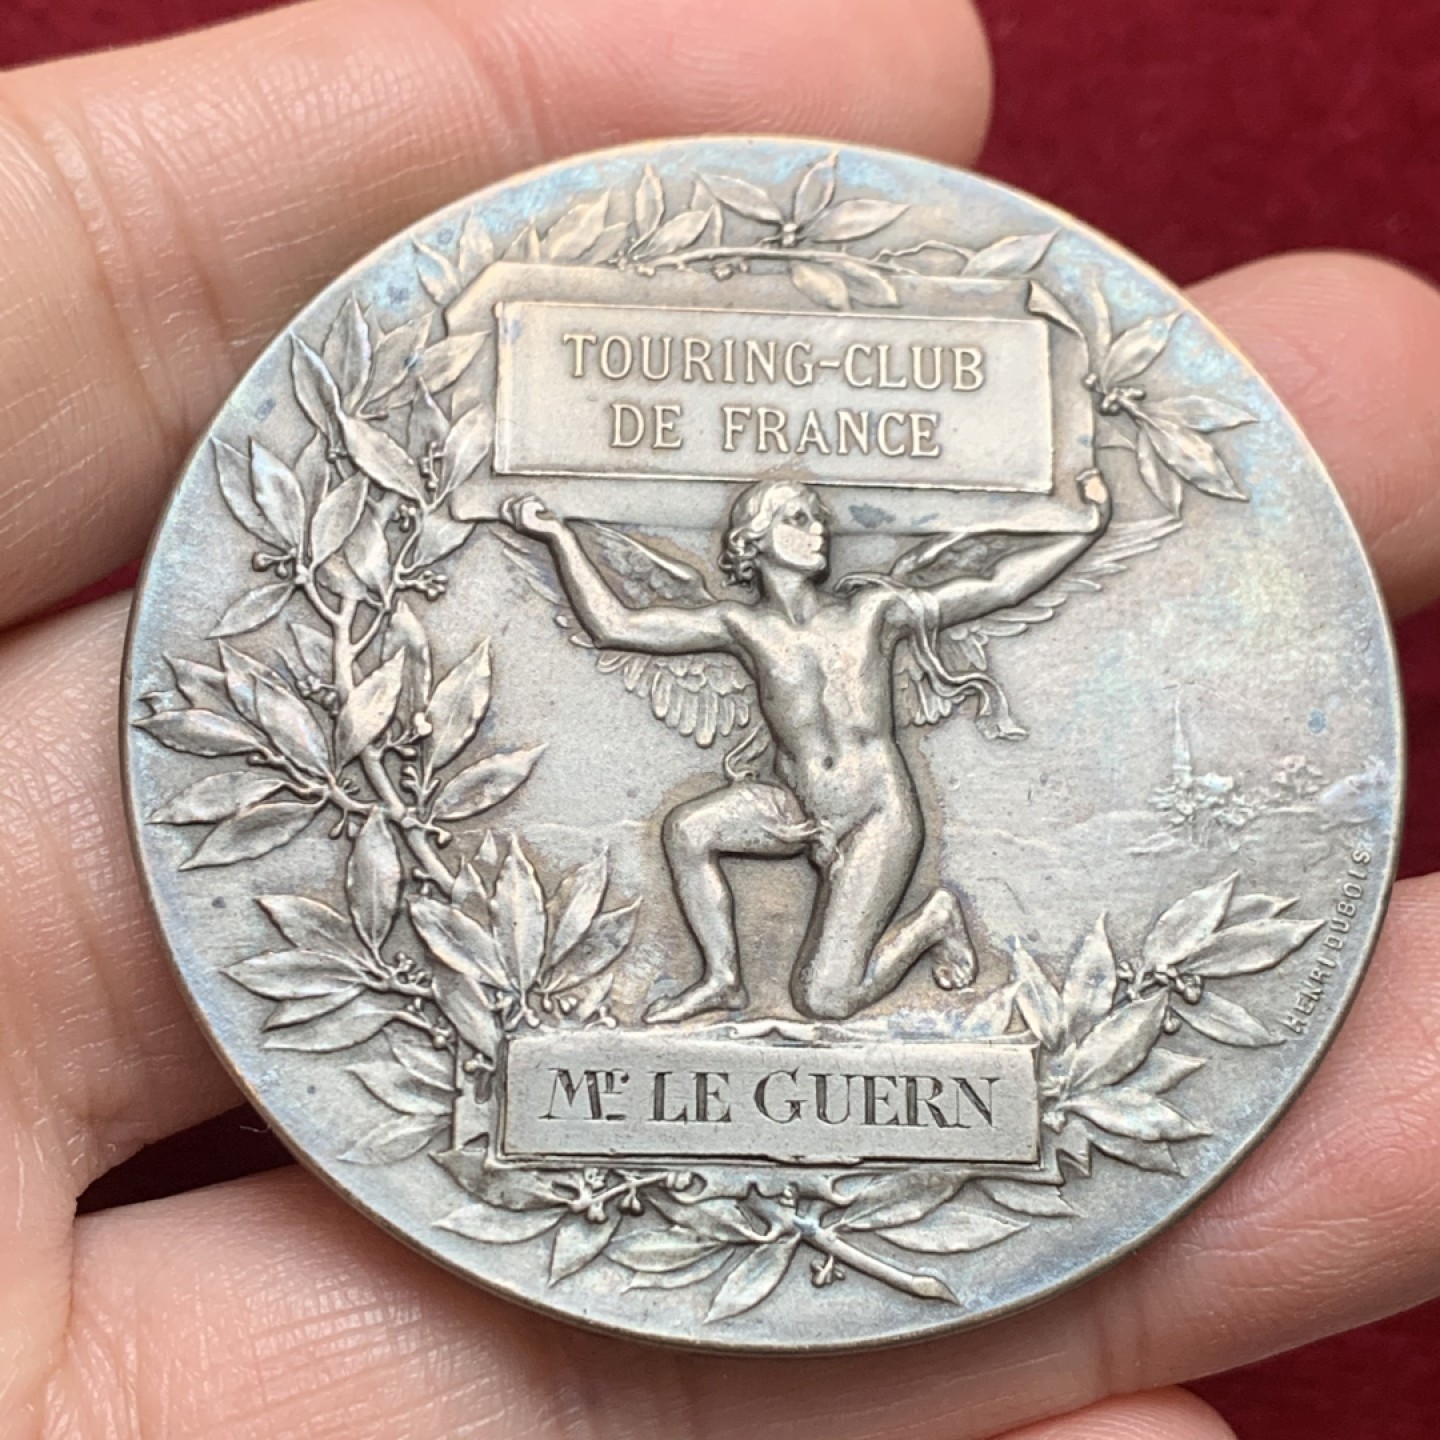 TOURING-CLUB
DE FRANCE
Mr LE GUERN
HENRI DUBOIS